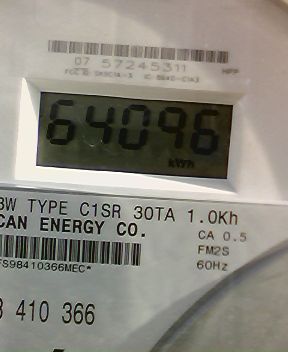 07 57245311
64096
kWh
3W TYPE C1SR 30TA 1.0Kh
CAN ENERGY CO.
CA 0.5
FM2S
60Hz
FS98410366MEC*
410 366